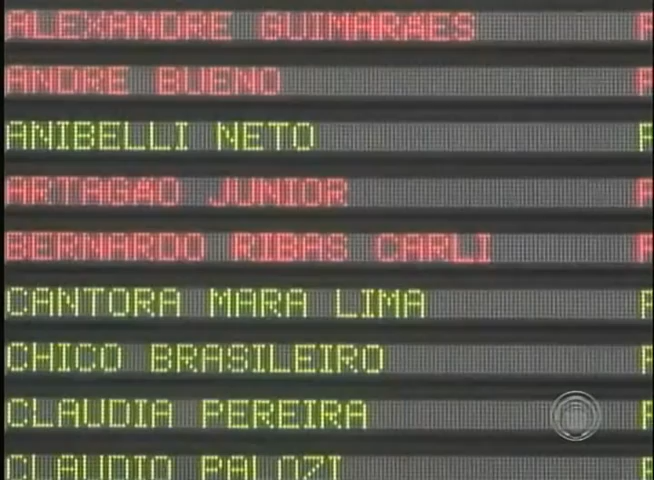 ALEXANDRE GUIMARAES
ANDRE BUENO
ANIBELLI NETO P
ARTAGAO JUNIOR
BERNARDO RIBAS CARLI
CANTORA MARA LIMA
CHICO BRASILEIRO
CLAUDIA PEREIRA
CLAUDIO PALOZI